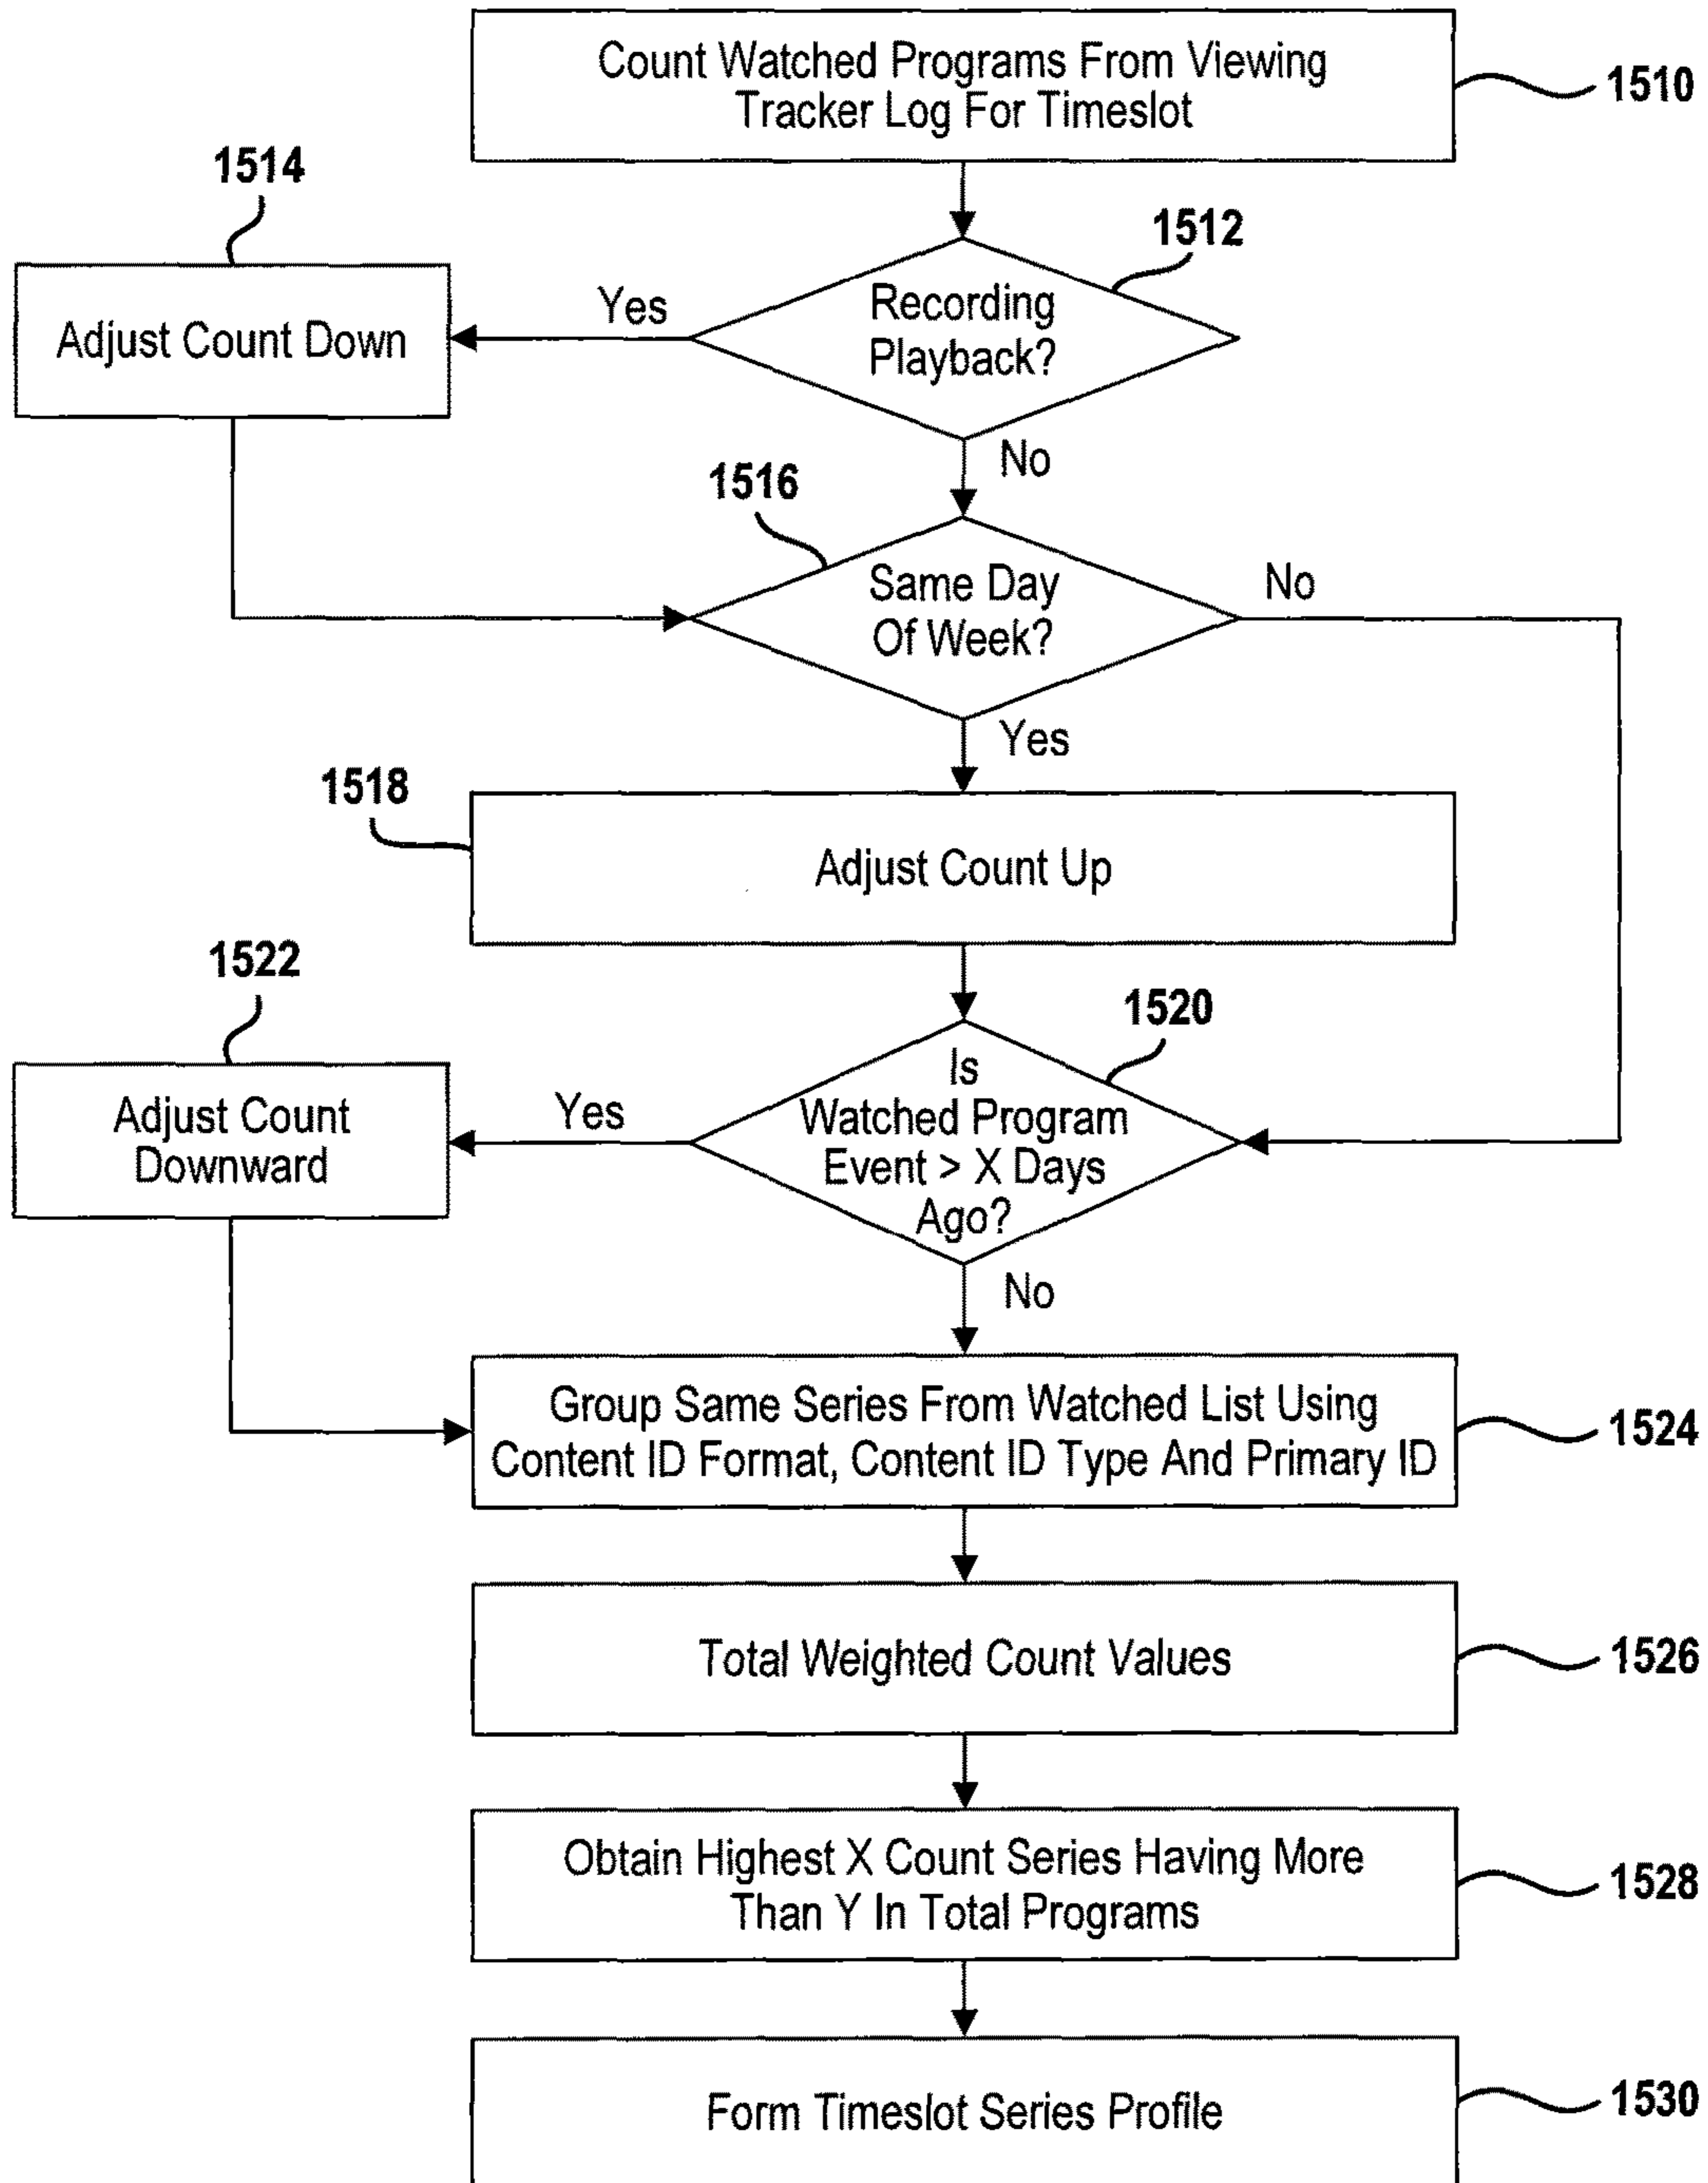 Count Watched Programs From Viewing
Tracker Log For Timeslot
1510
1514
1512
Adjust Count Down
Yes
Recording
Playback?
No
1516
Same Day
Of Week?
No
Yes
1518
Adjust Count Up
1522
1520
Adjust Count
Downward
Yes
Is
Watched Program
Event > X Days
Ago?
No
Group Same Series From Watched List Using
Content ID Format, Content ID Type And Primary ID
1524
Total Weighted Count Values
1526
Obtain Highest X Count Series Having More
Than Y In Total Programs
1528
Form Timeslot Series Profile
1530